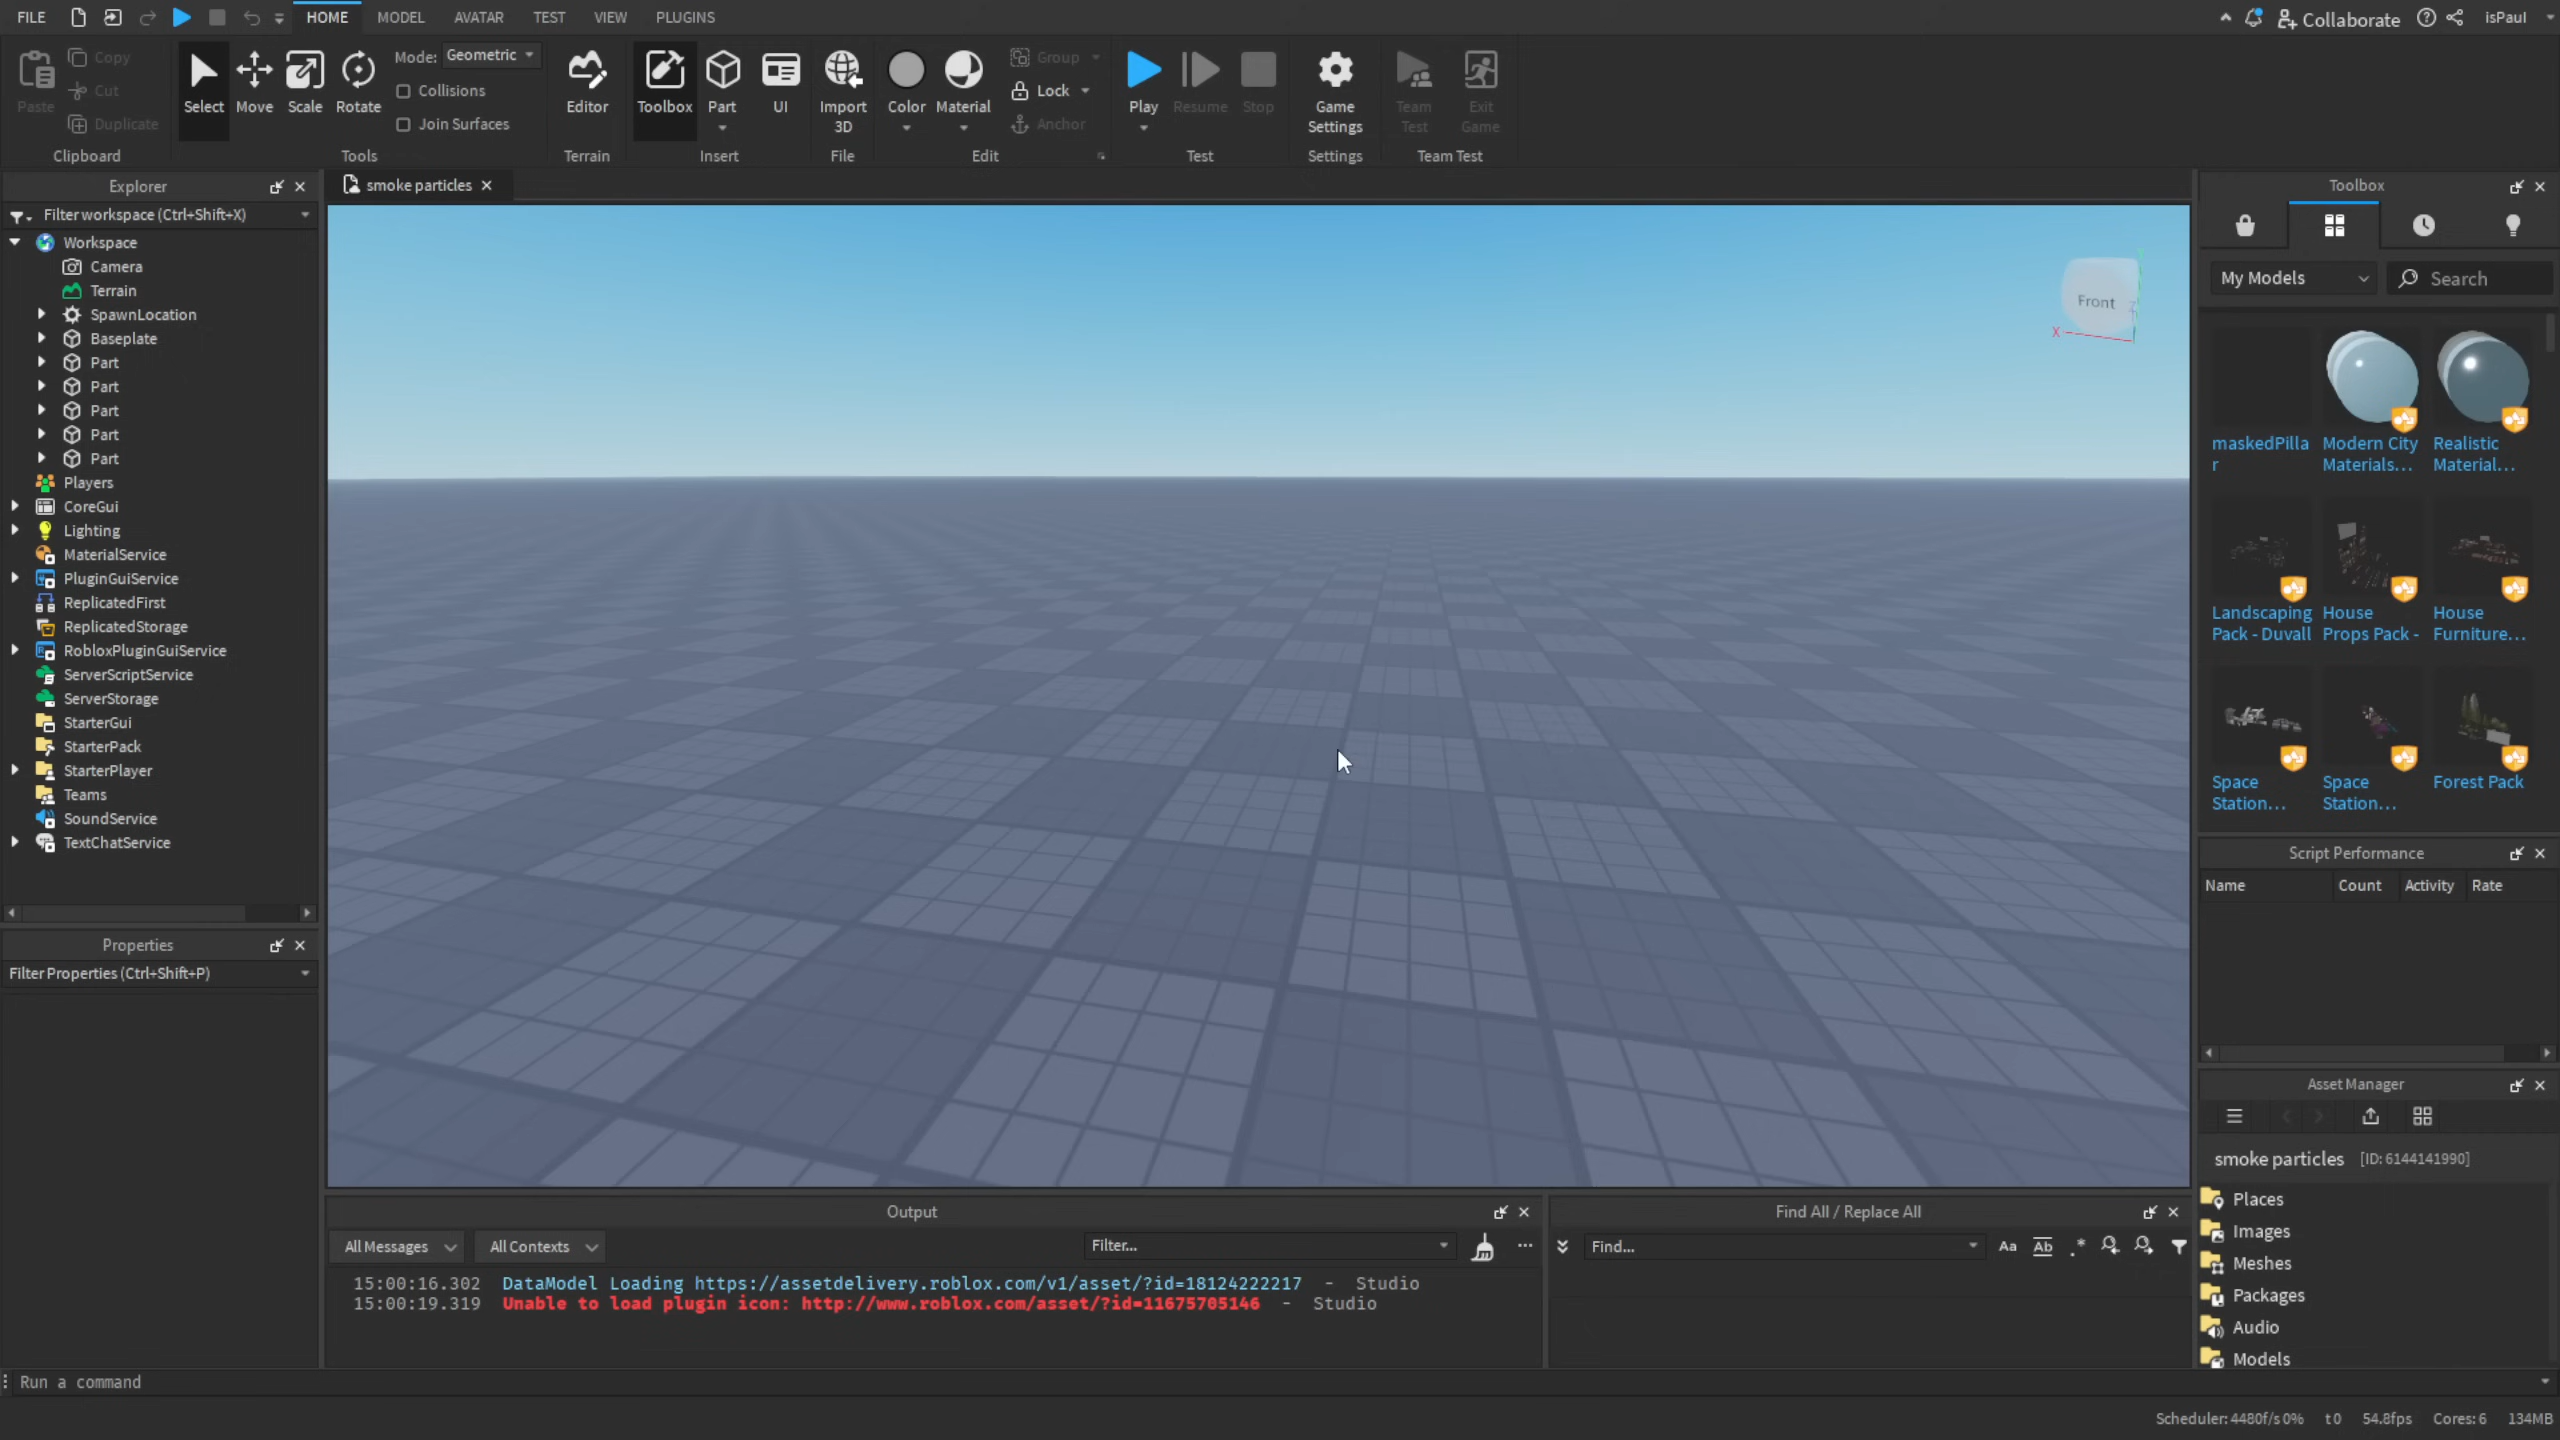 FILE HOME MODEL AVATAR TEST VIEW PLUGINS Collaborate isPaul
Paste Copy Cut Duplicate
Clipboard
Select Move Scale Rotate
Mode: Geometric
Collisions
Join Surfaces
Tools
Editor
Terrain
Toolbox Part UI
Insert
Import
3D
File
Color Material
Group
Lock
Anchor
Edit
Play Resume Stop
Test
Game
Settings
Settings
Team
Test
Exit
Game
Team Test
Explorer
Filter workspace (Ctrl+Shift+X)
Workspace
Camera
Terrain
SpawnLocation
Baseplate
Part
Part
Part
Part
Part
Players
CoreGui
Lighting
MaterialService
PluginGuiService
ReplicatedFirst
ReplicatedStorage
RobloxPluginGuiService
ServerScriptService
ServerStorage
StarterGui
StarterPack
StarterPlayer
Teams
SoundService
TextChatService
Properties
Filter Properties (Ctrl+Shift+P)
smoke particles
Front
X
Z
Output
All Messages All Contexts Filter...
15:00:16.302 DataModel Loading https://assetdelivery.roblox.com/v1/asset/?id=18124222217 - Studio
15:00:19.319 Unable to load plugin icon: http://www.roblox.com/asset/?id=11675705146 - Studio
Find All / Replace All
Find... Aa Ab .*
Toolbox
My Models Search
maskedPilla
r
Modern City
Materials...
Realistic
Material...
Landscaping
Pack - Duvall
House
Props Pack -
House
Furniture...
Space
Station...
Space
Station...
Forest Pack
Script Performance
Name Count Activity Rate
Asset Manager
smoke particles [ID: 6144141990]
Places
Images
Meshes
Packages
Audio
Models
Run a command
Scheduler: 4480f/s 0% t 0 54.8fps Cores: 6 134MB